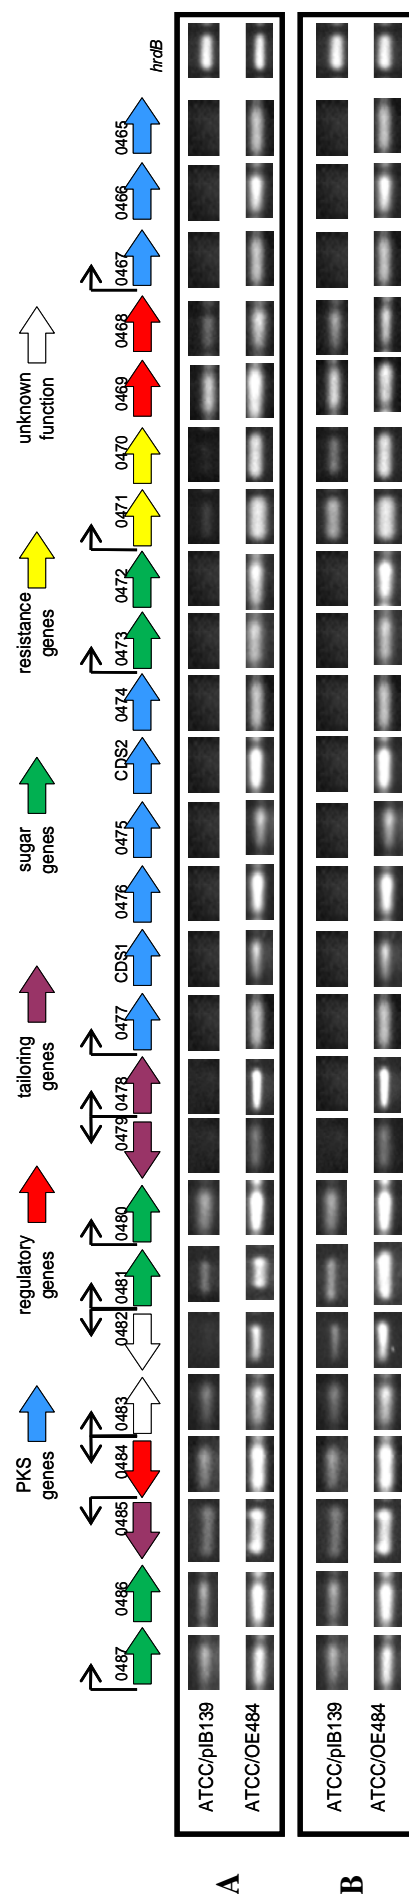 PKS genes
regulatory genes
tailoring genes
sugar genes
resistance genes
unknown function
0487 0486 0485 0484 0483 0482 0481 0480 0479 0478 0477 CDS1 0476 0475 CDS2 0474 0473 0472 0471 0470 0469 0468 0467 0466 0465 hrdB
A
ATCC/pIB139
ATCC/OE484
B
ATCC/pIB139
ATCC/OE484